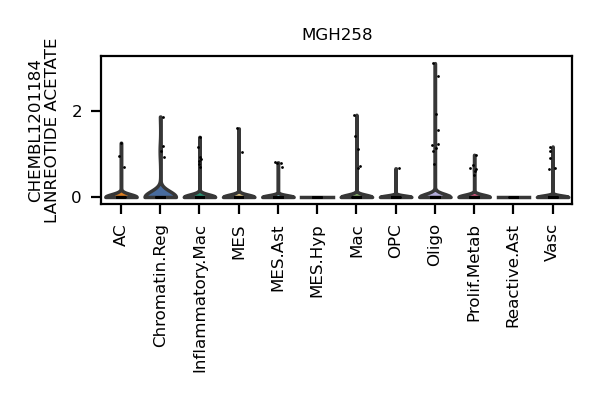 MGH258
CHEMBL1201184
LANREOTIDE ACETATE
2
0
AC
Chromatin.Reg
Inflammatory.Mac
MES
MES.Ast
MES.Hyp
Mac
OPC
Oligo
Prolif.Metab
Reactive.Ast
Vasc